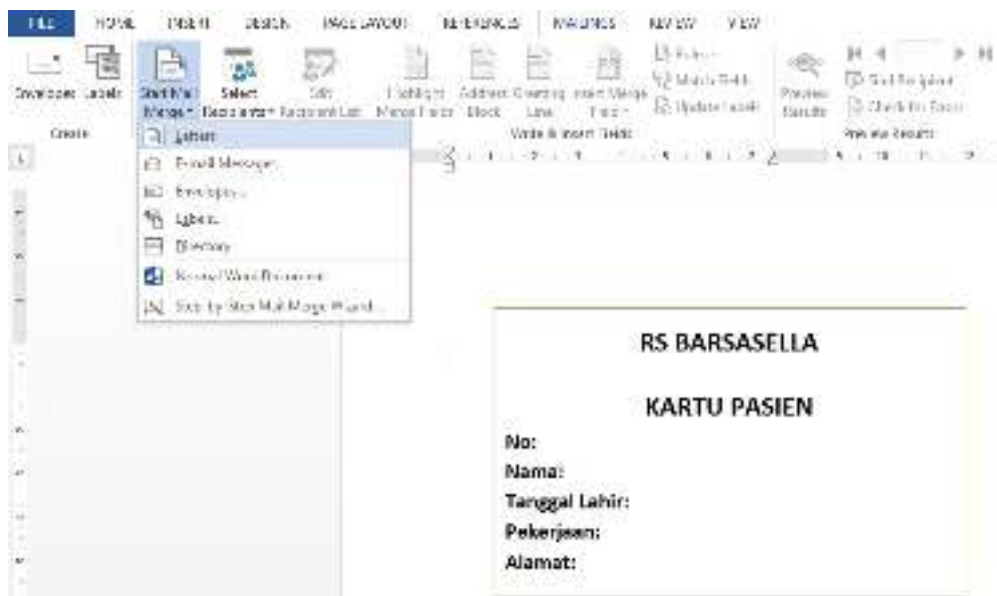 FILE HOME INSERT DESIGN PAGE LAYOUT REFERENCES MAILINGS REVIEW VIEW
Envelopes Labels Start Mail Merge Select Recipients Edit Recipient List Highlight Merge Fields Address Block Greeting Line Insert Merge Field Rules Match Fields Update Labels Preview Results Find Recipient Check for Errors
Create Write & Insert Fields Preview Results
Letters
E-mail Messages
Envelopes...
Labels...
Directory
Normal Word Document
Step-by-Step Mail Merge Wizard...
RS BARSASELLA
KARTU PASIEN
No:
Nama:
Tanggal Lahir:
Pekerjaan:
Alamat: